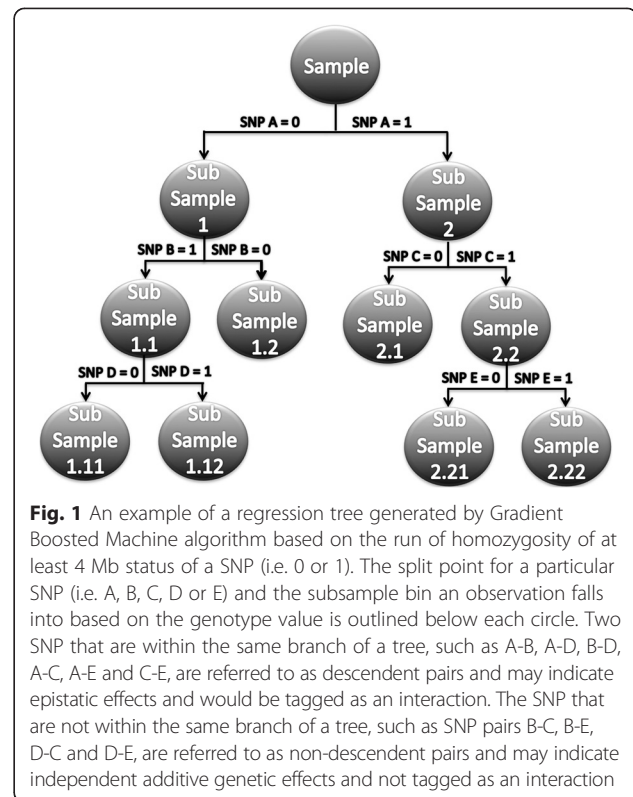 Sample
SNP A = 0 SNP A = 1
Sub Sample 1
Sub Sample 2
SNP B = 1 SNP B = 0
SNP C = 0 SNP C = 1
Sub Sample 1.1
Sub Sample 1.2
Sub Sample 2.1
Sub Sample 2.2
SNP D = 0 SNP D = 1
SNP E = 0 SNP E = 1
Sub Sample 1.11
Sub Sample 1.12
Sub Sample 2.21
Sub Sample 2.22
Fig. 1 An example of a regression tree generated by Gradient
Boosted Machine algorithm based on the run of homozygosity of at
least 4 Mb status of a SNP (i.e. 0 or 1). The split point for a particular
SNP (i.e. A, B, C, D or E) and the subsample bin an observation falls
into based on the genotype value is outlined below each circle. Two
SNP that are within the same branch of a tree, such as A-B, A-D, B-D,
A-C, A-E and C-E, are referred to as descendent pairs and may indicate
epistatic effects and would be tagged as an interaction. The SNP that
are not within the same branch of a tree, such as SNP pairs B-C, B-E,
D-C and D-E, are referred to as non-descendent pairs and may indicate
independent additive genetic effects and not tagged as an interaction